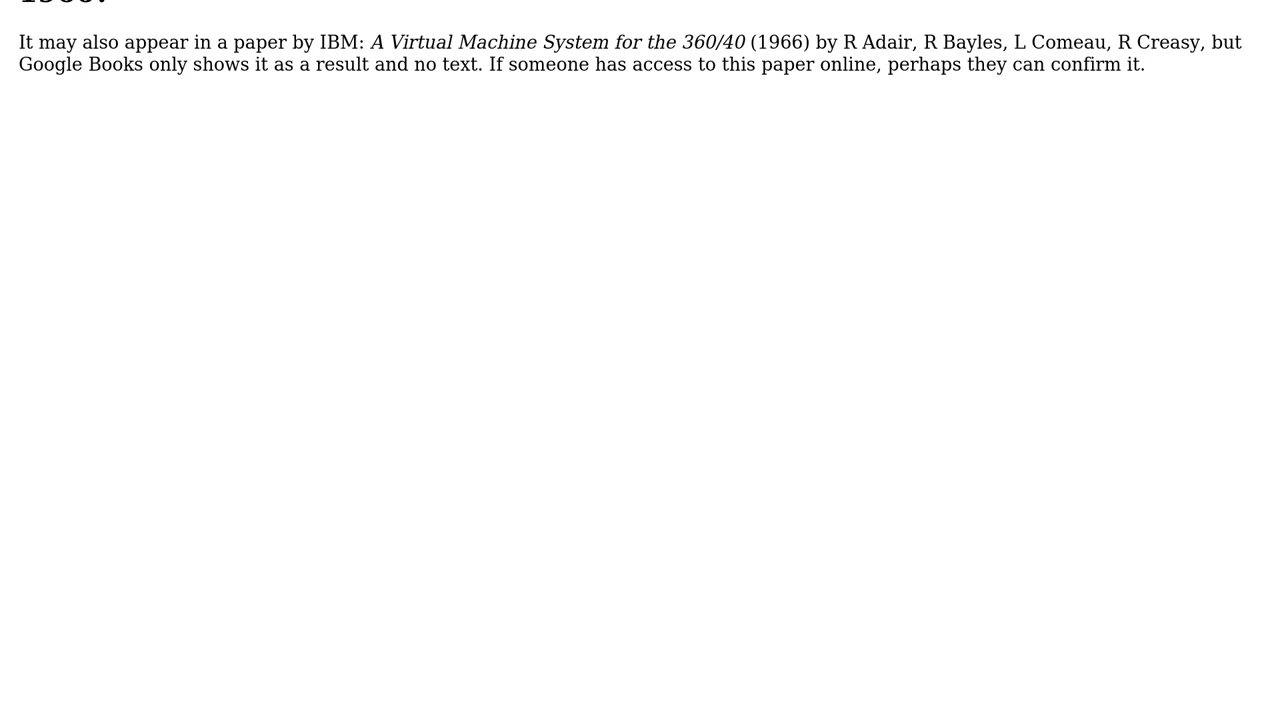 1966.
It may also appear in a paper by IBM: A Virtual Machine System for the 360/40 (1966) by R Adair, R Bayles, L Comeau, R Creasy, but
Google Books only shows it as a result and no text. If someone has access to this paper online, perhaps they can confirm it.